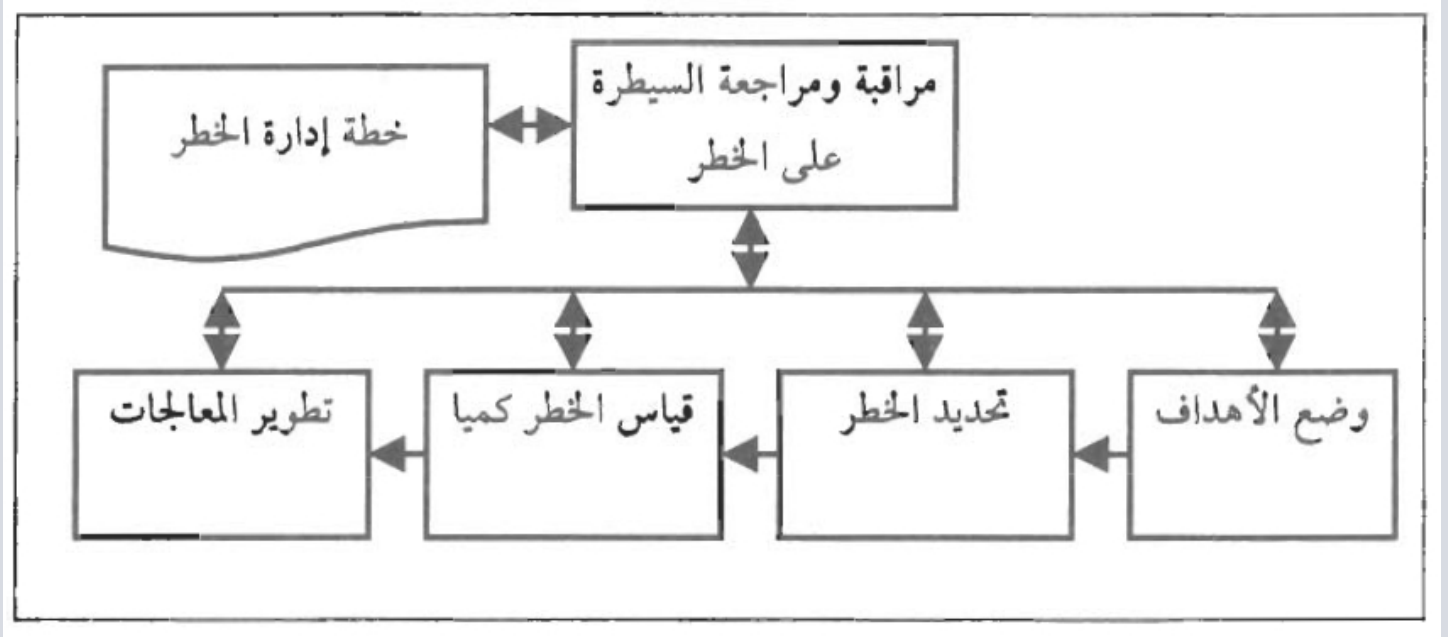 مراقبة ومراجعة السيطرة
على الخطر
خطة إدارة الخطر
وضع الأهداف
تحديد الخطر
قياس الخطر كميا
تطوير المعالجات